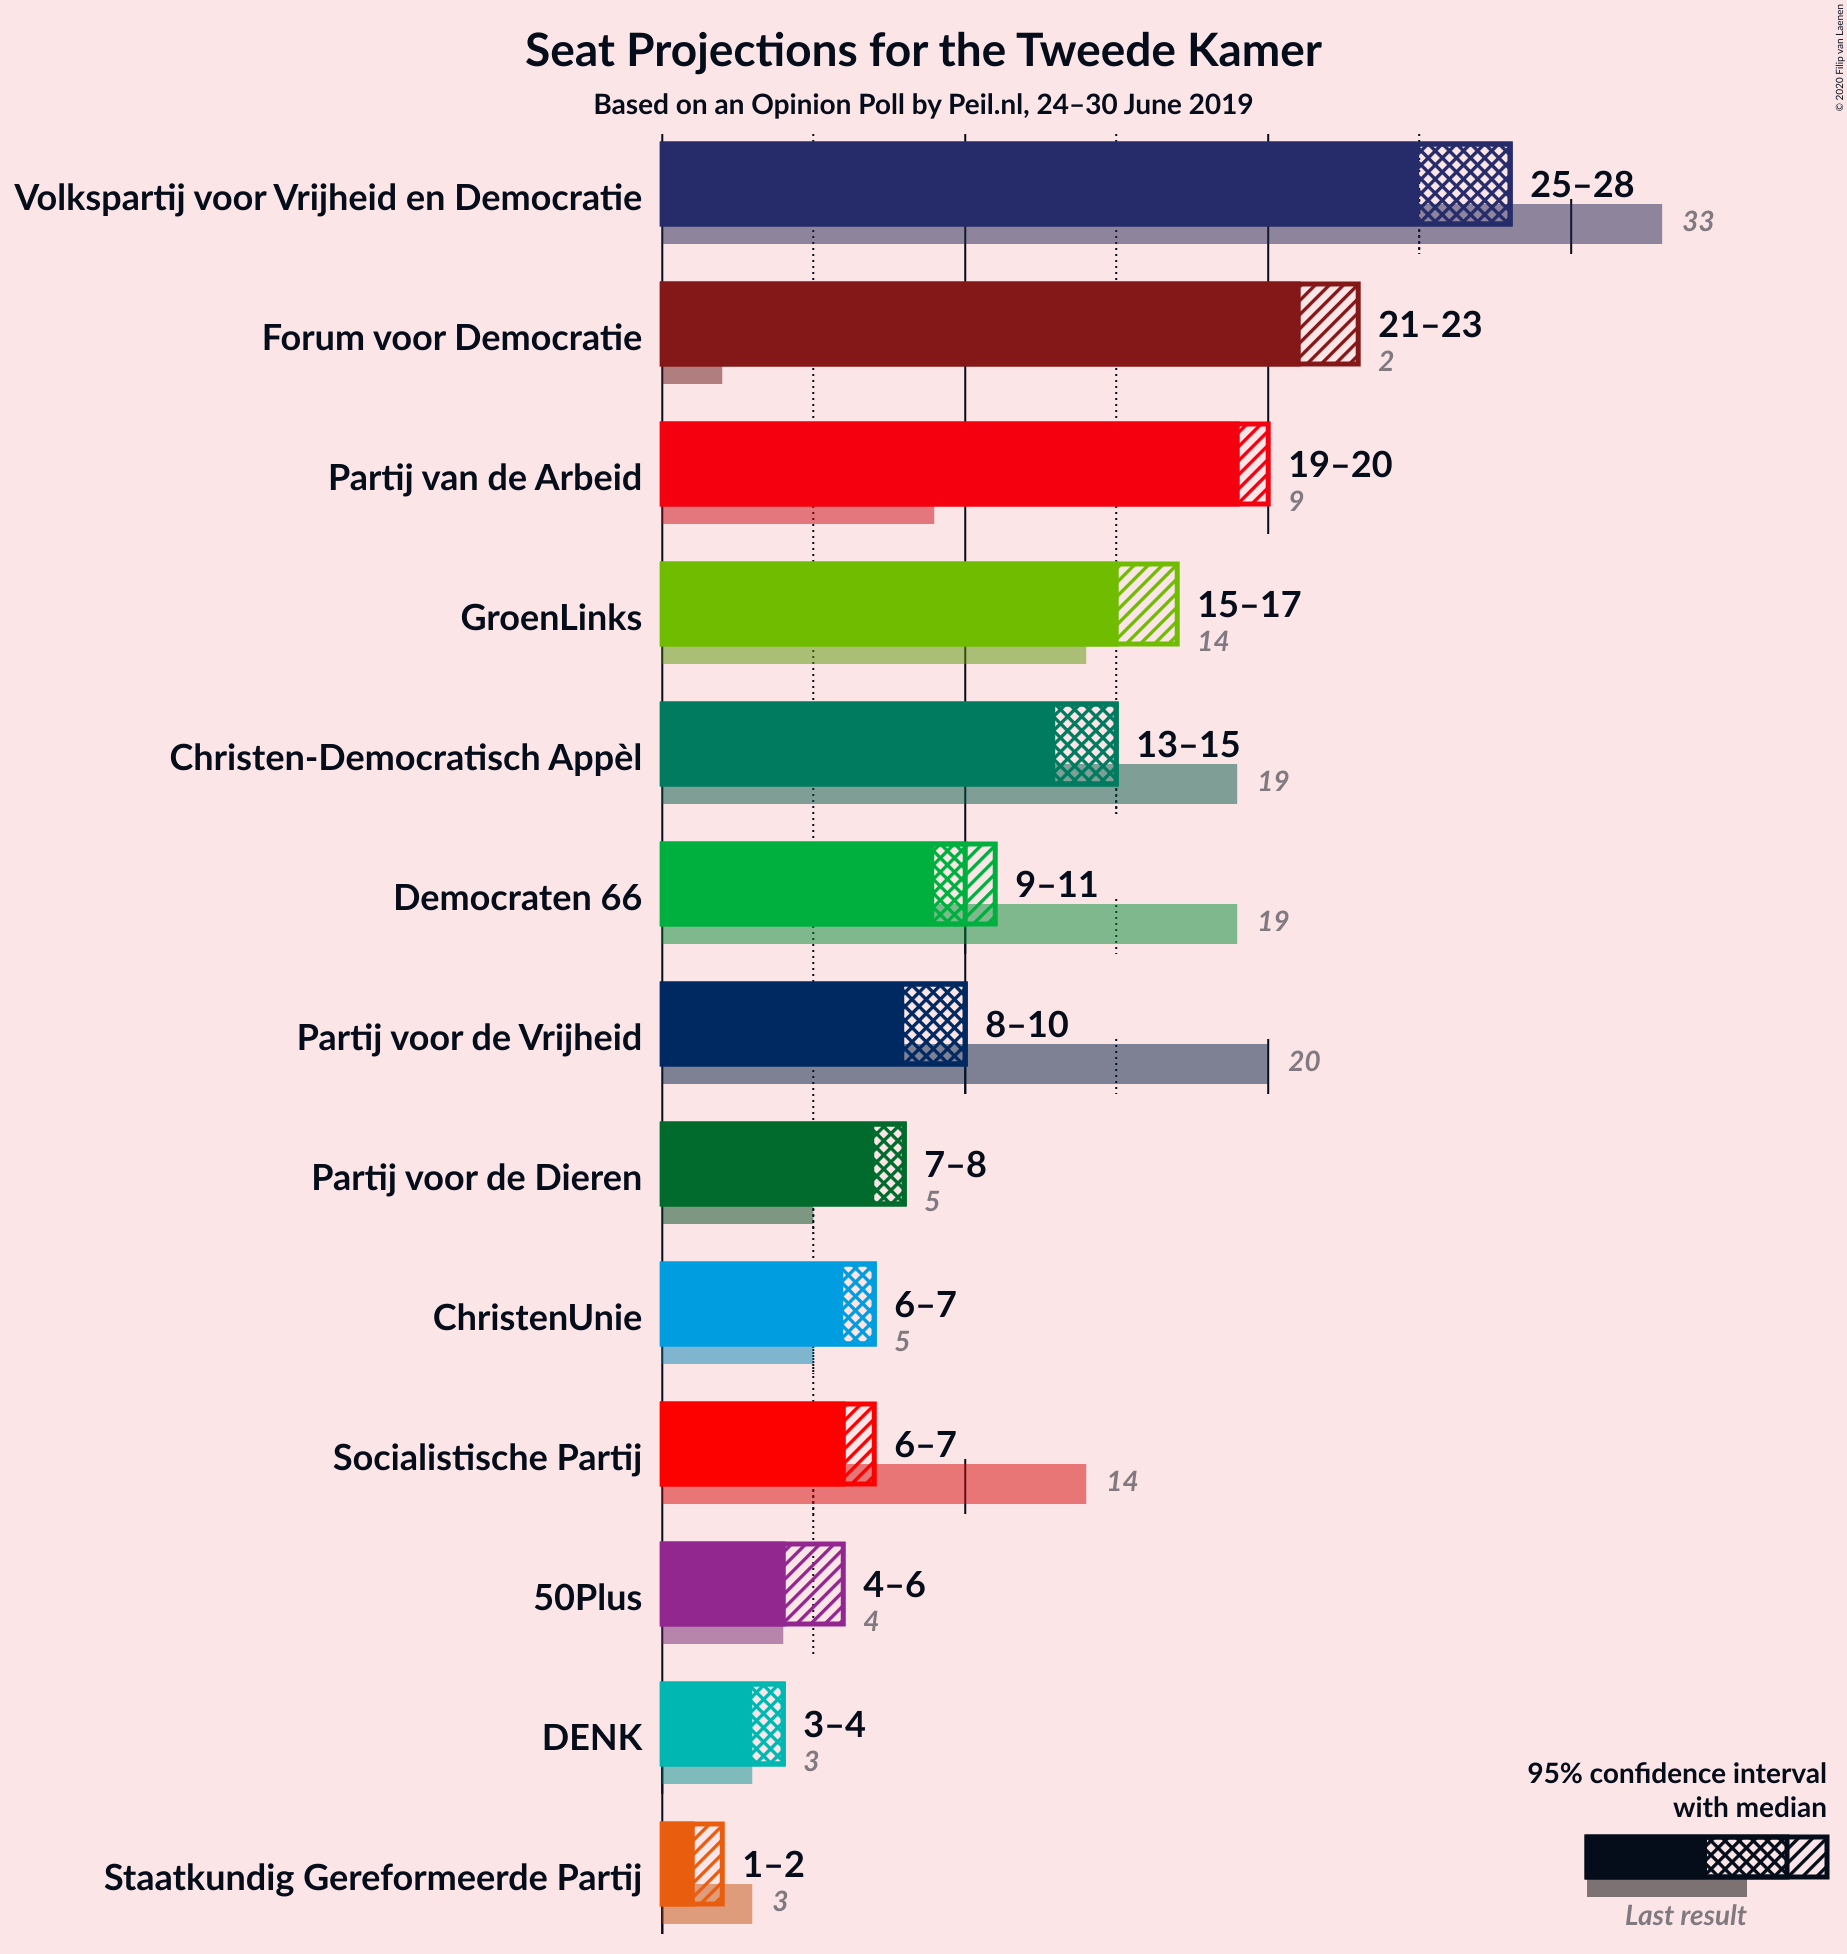 Seat Projections for the Tweede Kamer
Based on an Opinion Poll by Peil.nl, 24–30 June 2019
© 2020 Filip van Laenen
Volkspartij voor Vrijheid en Democratie
25–28
33
Forum voor Democratie
21–23
2
Partij van de Arbeid
19–20
9
GroenLinks
15–17
14
Christen-Democratisch Appèl
13–15
19
Democraten 66
9–11
19
Partij voor de Vrijheid
8–10
20
Partij voor de Dieren
7–8
5
ChristenUnie
6–7
5
Socialistische Partij
6–7
14
50Plus
4–6
4
DENK
3–4
3
Staatkundig Gereformeerde Partij
1–2
3
95% confidence interval
with median
Last result